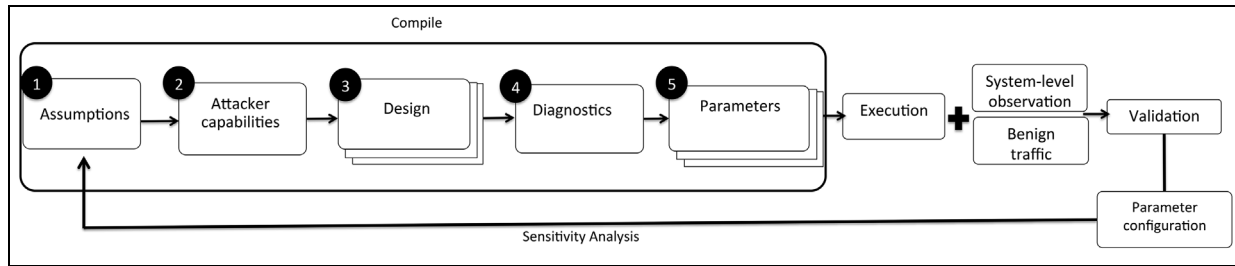 Compile
1
Assumptions
2
Attacker
capabilities
3
Design
4
Diagnostics
5
Parameters
Execution
System-level
observation
Benign
traffic
Validation
Parameter
configuration
Sensitivity Analysis